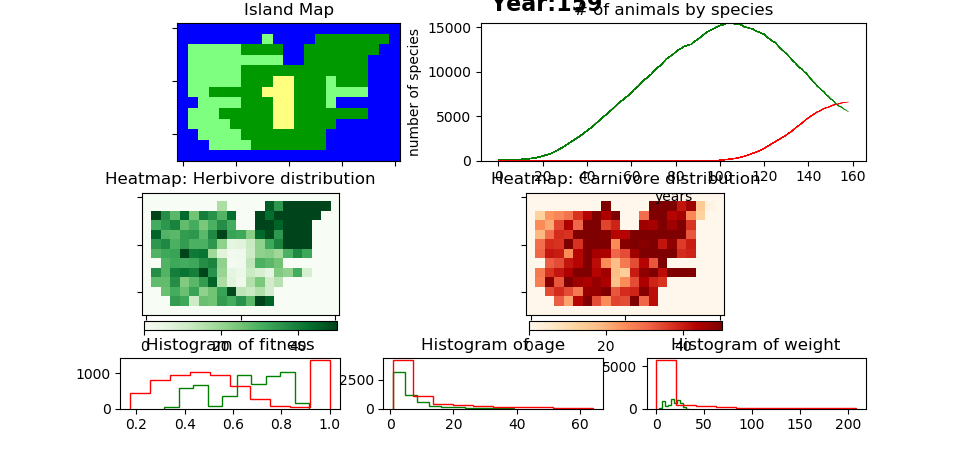 Year:159
Island Map
# of animals by species
number of species
15000
10000
5000
0
0 20 40 60 80 100 120 140 160
years
Heatmap: Herbivore distribution
Heatmap: Carnivore distribution
0 20 40
0 20 40
Histogram of fitness
Histogram of age
Histogram of weight
1000
0
0.2 0.4 0.6 0.8 1.0
2500
0
0 20 40 60
5000
0
0 50 100 150 200